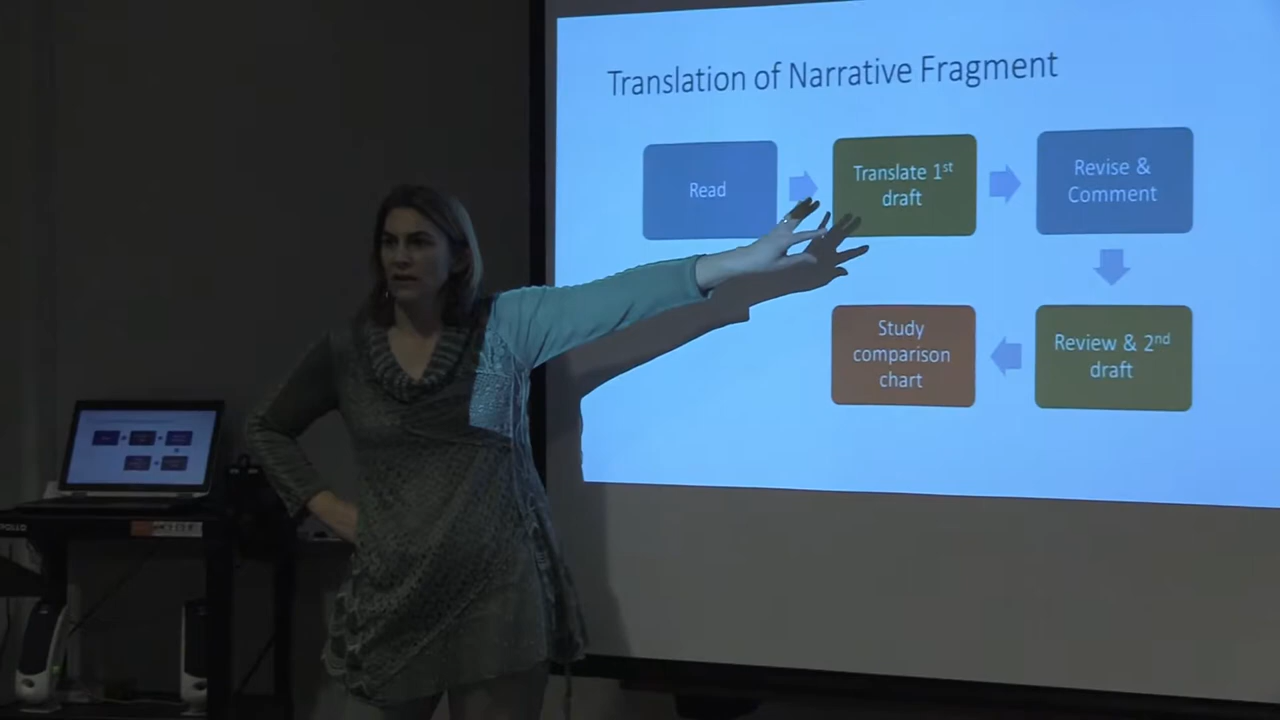 Translation of Narrative Fragment
Read
Translate 1st
draft
Revise &
Comment
Review & 2nd
draft
Study
comparison
chart